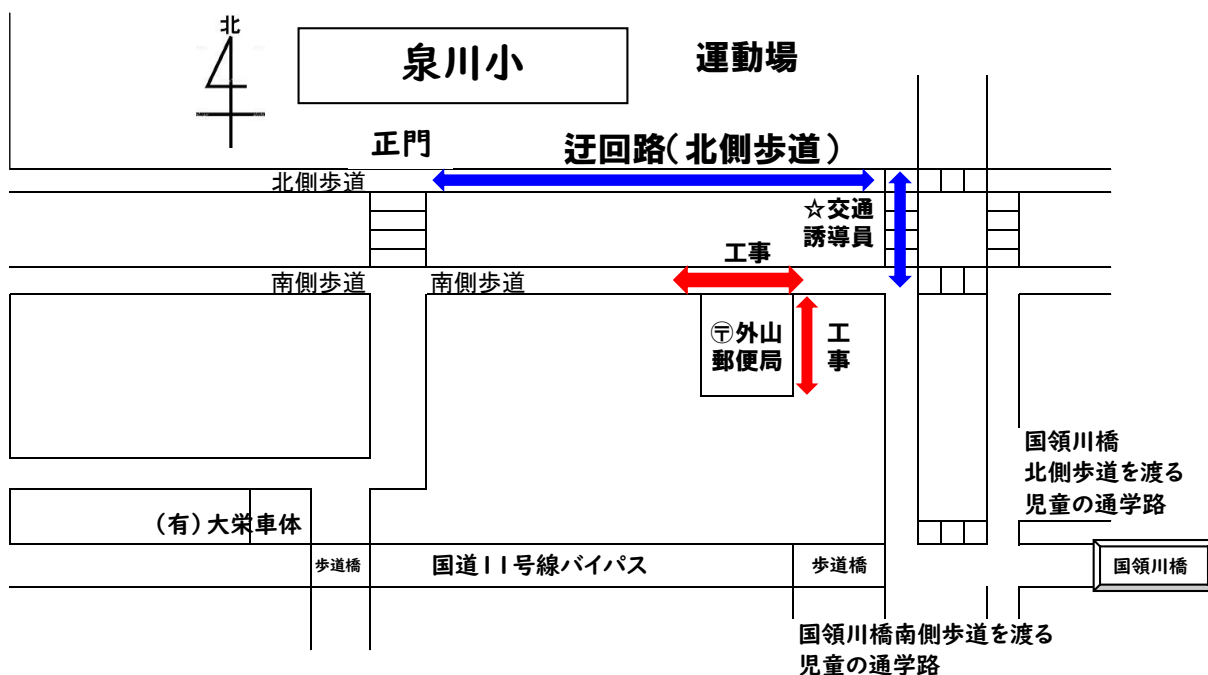 北
泉川小
運動場
正門
迂回路(北側歩道)
北側歩道
☆交通
誘導員
工事
南側歩道
南側歩道
〒外山
郵便局
工
事
国領川橋
北側歩道を渡る
児童の通学路
(有)大栄車体
歩道橋
国道11号線バイパス
歩道橋
国領川橋
国領川橋南側歩道を渡る
児童の通学路